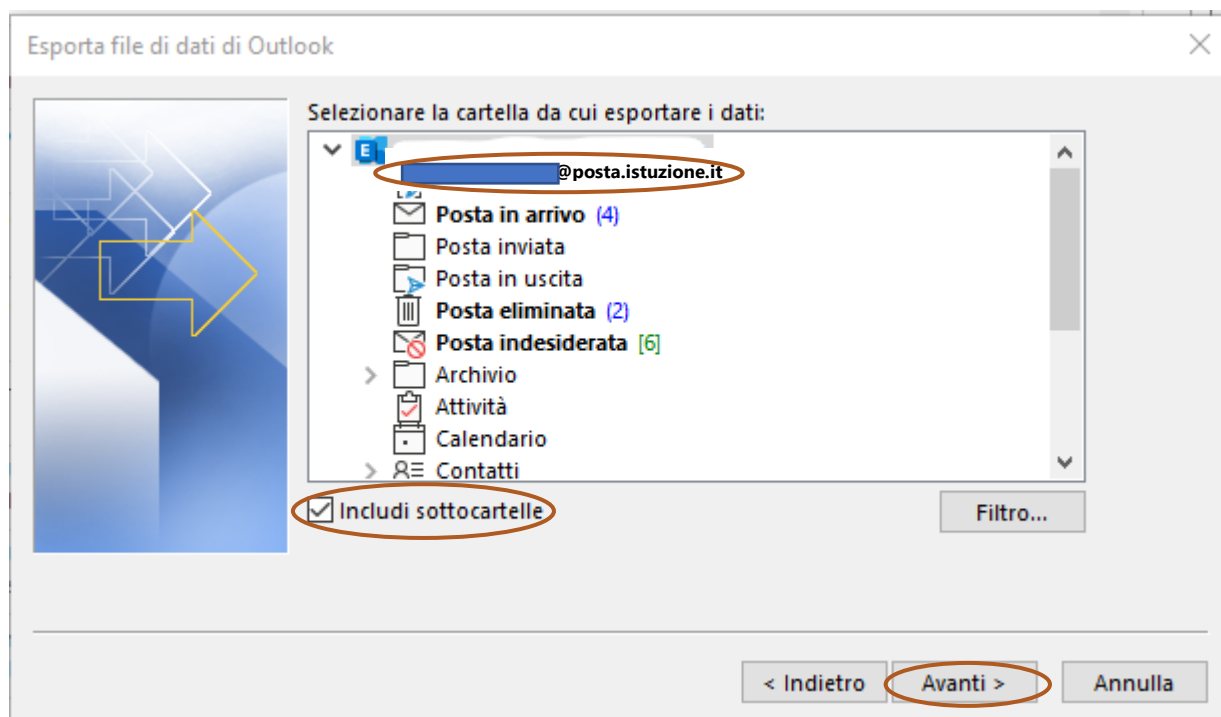 Esporta file di dati di Outlook
Selezionare la cartella da cui esportare i dati:
E
@posta.istuzione.it
Posta in arrivo (4)
Posta inviata
Posta in uscita
Posta eliminata (2)
Posta indesiderata [6]
Archivio
Attività
Calendario
Contatti
Includi sottocartelle
Filtro...
< Indietro
Avanti >
Annulla